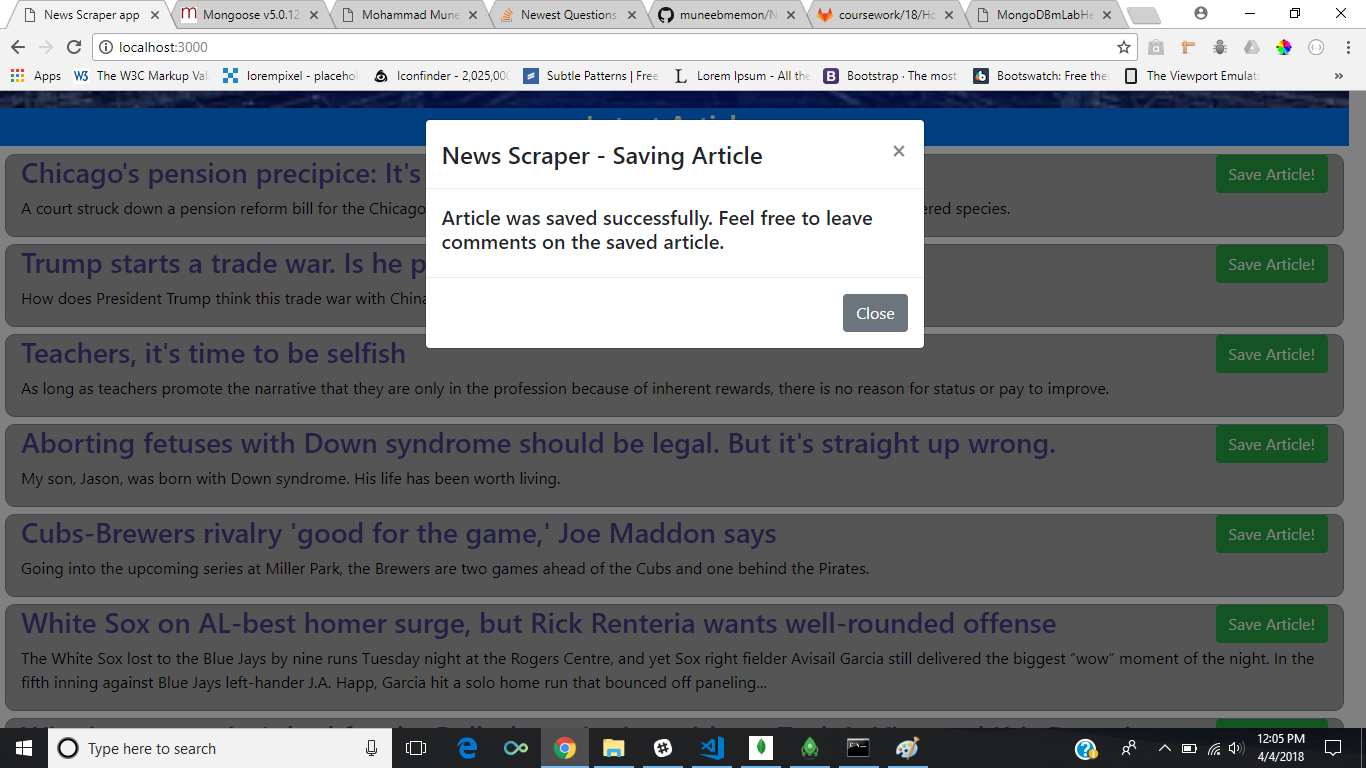 News Scraper app
Mongoose v5.0.12
Mohammad Mune
Newest Questions
muneebmemon/N
coursework/18/Ho
MongoDBmLabHe
localhost:3000
Apps
The W3C Markup Val
lorempixel - placehol
Iconfinder - 2,025,000
Subtle Patterns | Free
Lorem Ipsum - All the
Bootstrap · The most
Bootswatch: Free the
The Viewport Emulato
»
News Scraper - Saving Article
×
Article was saved successfully. Feel free to leave
comments on the saved article.
Close
Chicago's pension precipice: It's
Save Article!
A court struck down a pension reform bill for the Chicago
ered species.
Trump starts a trade war. Is he p
Save Article!
How does President Trump think this trade war with China
Teachers, it's time to be selfish
Save Article!
As long as teachers promote the narrative that they are only in the profession because of inherent rewards, there is no reason for status or pay to improve.
Aborting fetuses with Down syndrome should be legal. But it's straight up wrong.
Save Article!
My son, Jason, was born with Down syndrome. His life has been worth living.
Cubs-Brewers rivalry 'good for the game,' Joe Maddon says
Save Article!
Going into the upcoming series at Miller Park, the Brewers are two games ahead of the Cubs and one behind the Pirates.
White Sox on AL-best homer surge, but Rick Renteria wants well-rounded offense
Save Article!
The White Sox lost to the Blue Jays by nine runs Tuesday night at the Rogers Centre, and yet Sox right fielder Avisail Garcia still delivered the biggest “wow” moment of the night. In the
fifth inning against Blue Jays left-hander J.A. Happ, Garcia hit a solo home run that bounced off paneling...
Save Article!
Type here to search
12:05 PM
4/4/2018